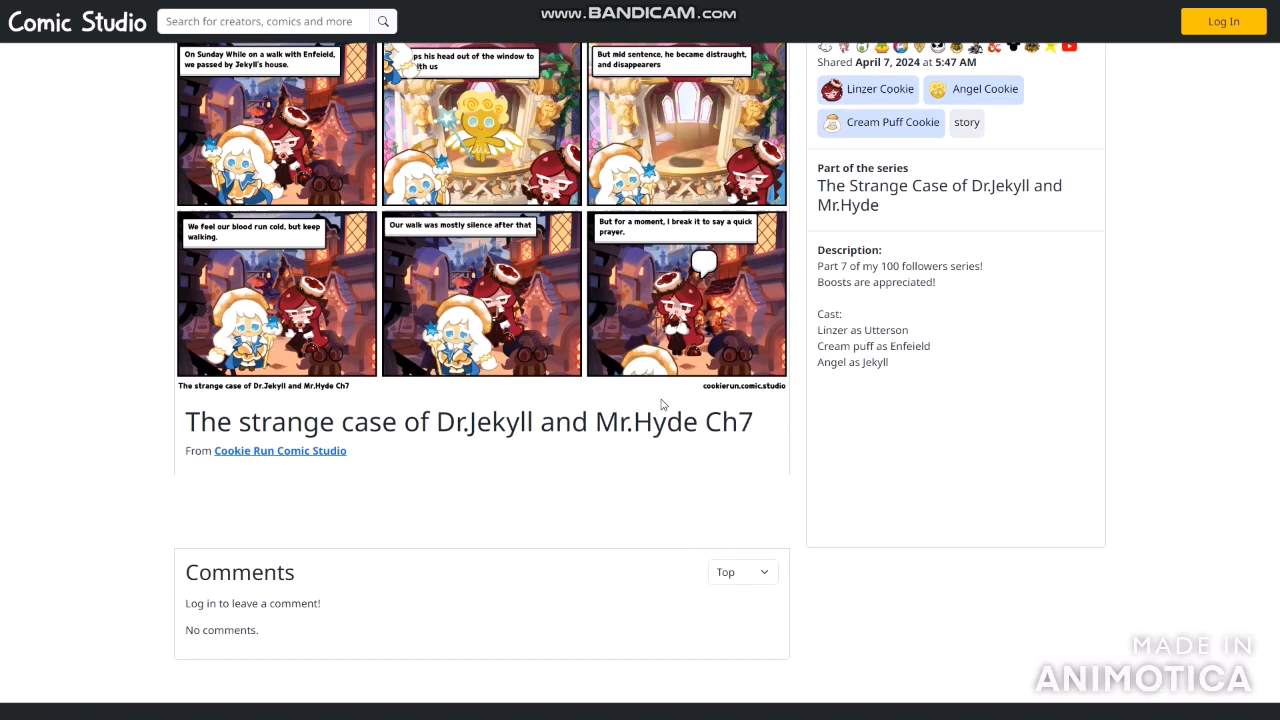 www.BANDICAM.com
Comic Studio
Search for creators, comics and more
Log In
On Sunday While on a walk with Enfeield,
we passed by Jekyll's house.
ps his head out of the window to
ith us
But mid sentence, he became distraught,
and disappears
We feel our blood run cold, but keep
walking.
Our walk was mostly silence after that
But for a moment, I break it to say a quick
prayer.
The strange case of Dr.Jekyll and Mr.Hyde Ch7
cookierun.comic.studio
The strange case of Dr.Jekyll and Mr.Hyde Ch7
From Cookie Run Comic Studio
Comments
Top
Log in to leave a comment!
No comments.
Shared April 7, 2024 at 5:47 AM
Linzer Cookie
Angel Cookie
Cream Puff Cookie
story
Part of the series
The Strange Case of Dr.Jekyll and
Mr.Hyde
Description:
Part 7 of my 100 followers series!
Boosts are appreciated!
Cast:
Linzer as Utterson
Cream puff as Enfeield
Angel as Jekyll
MADE IN
ANIMOTICA